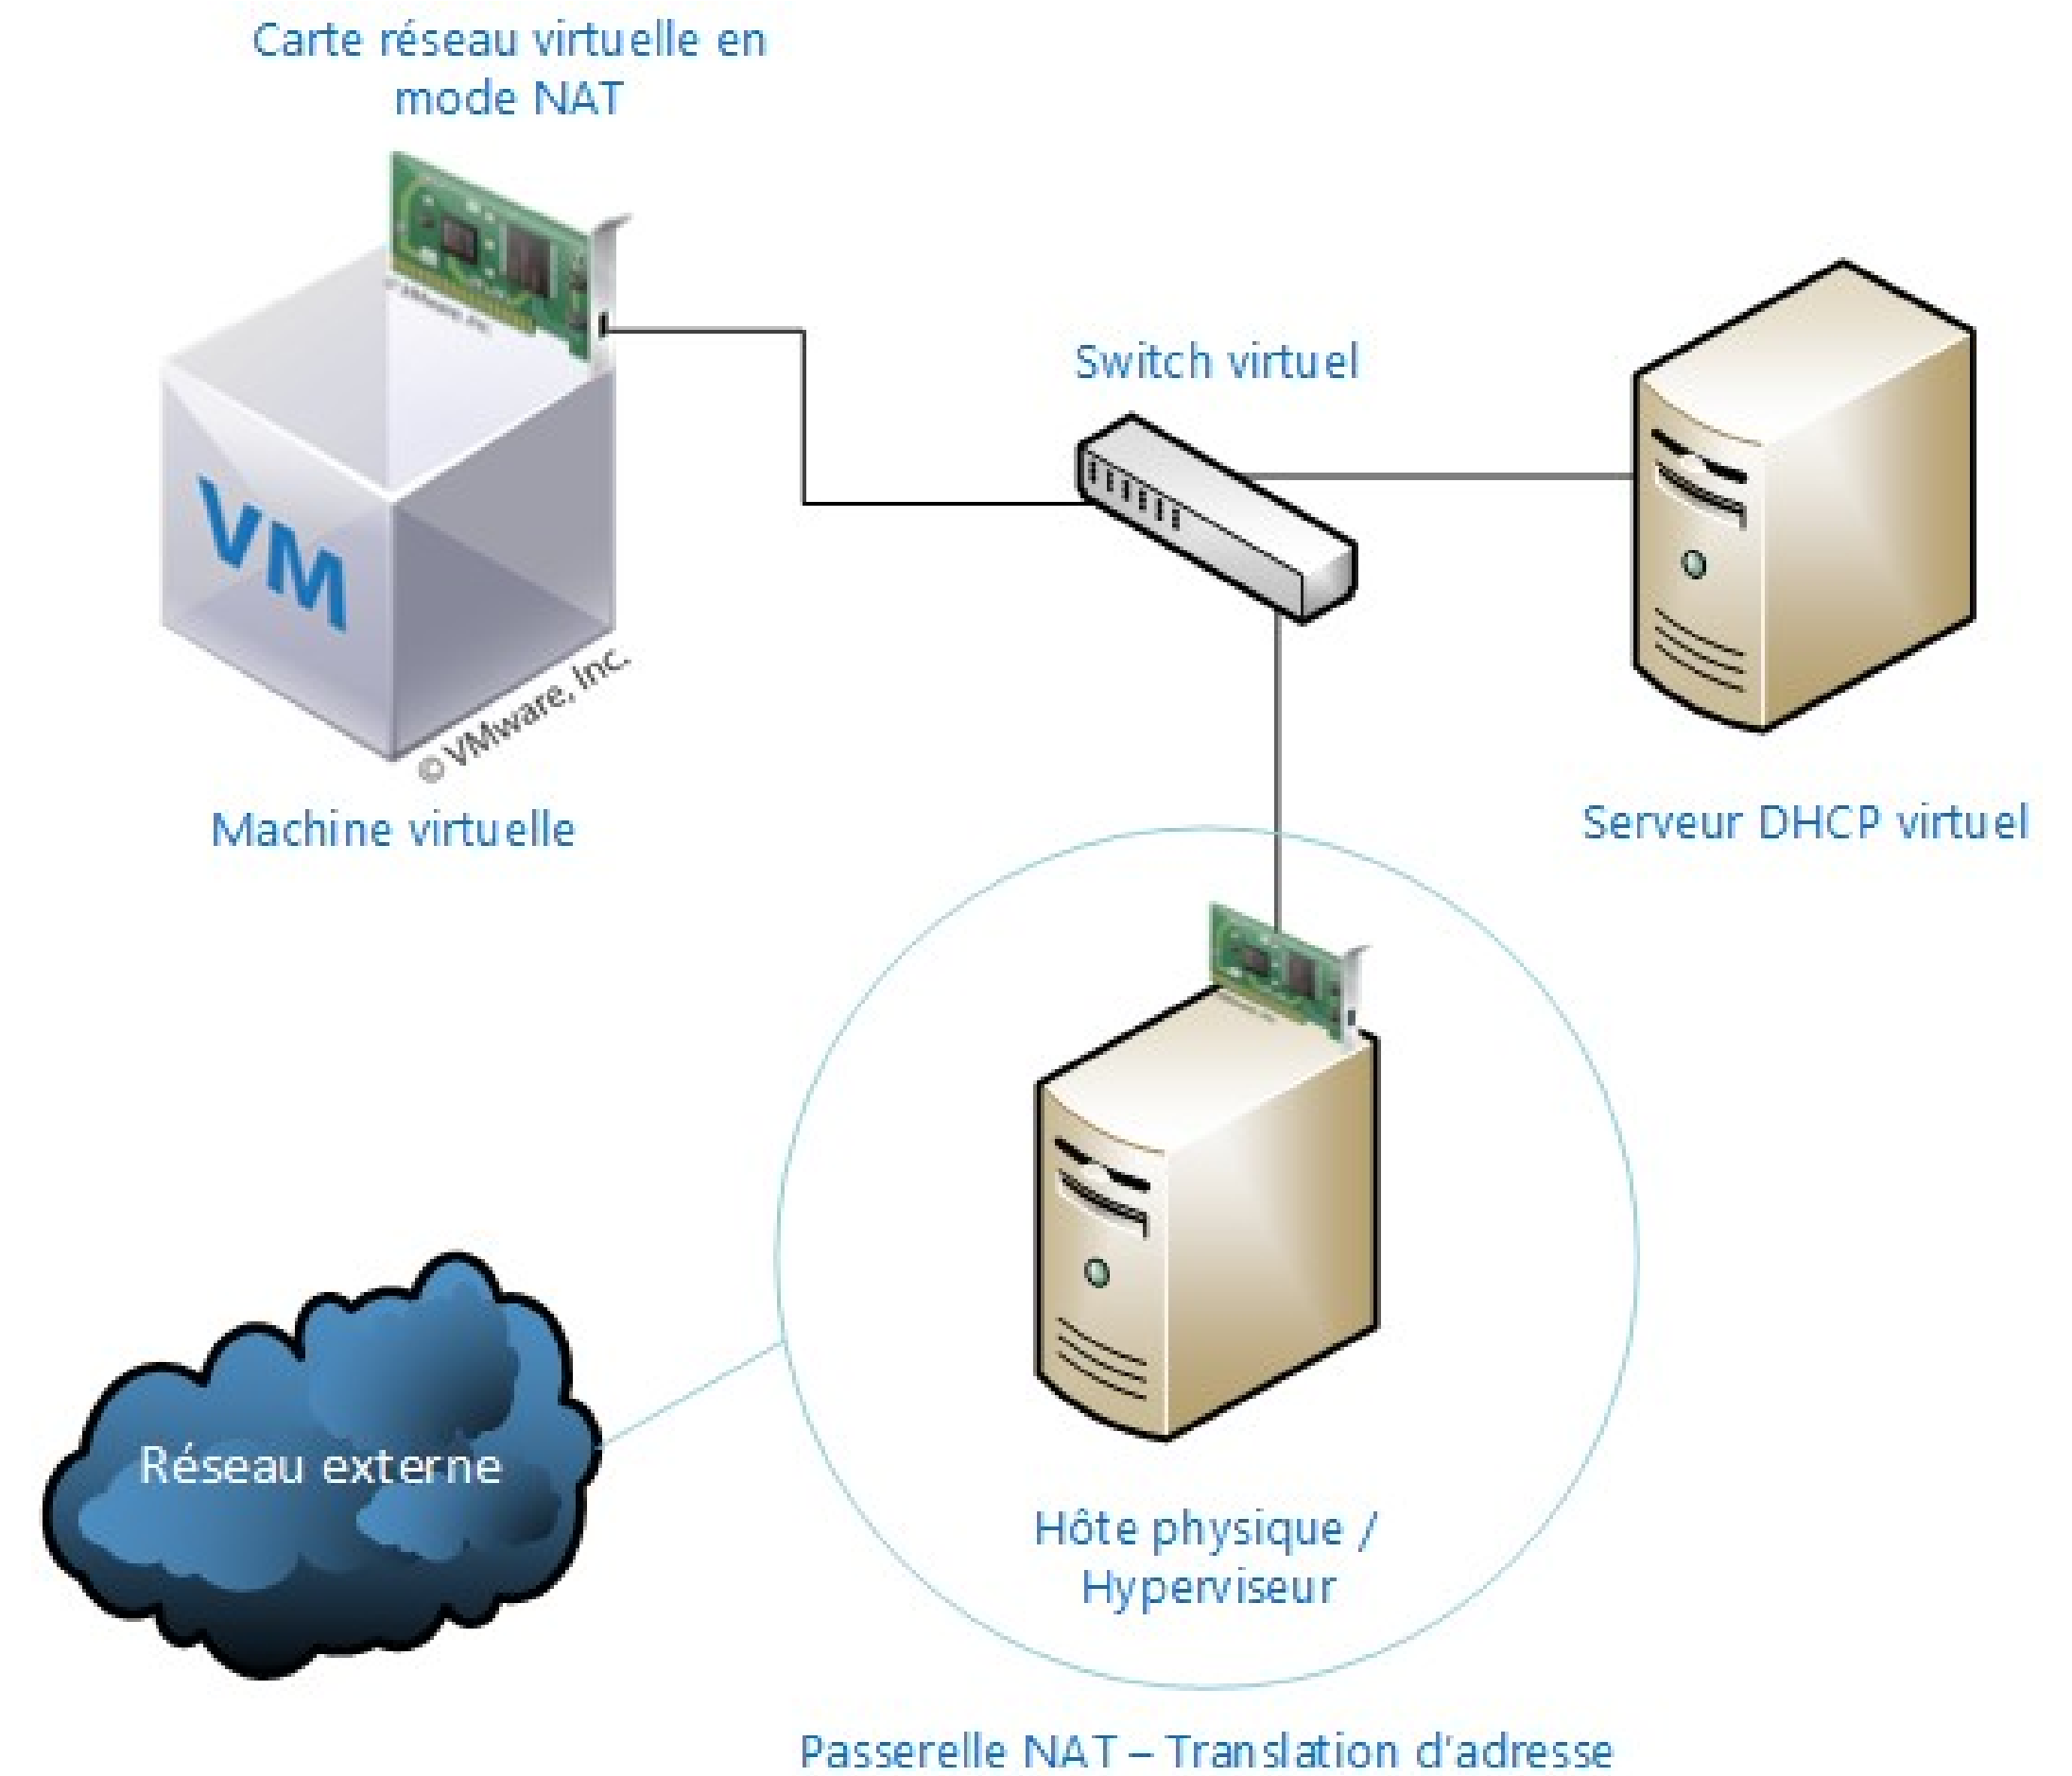 Carte réseau virtuelle en
mode NAT
Switch virtuel
VM
© VMware, Inc.
Machine virtuelle
Serveur DHCP virtuel
Réseau externe
Hôte physique /
Hyperviseur
Passerelle NAT – Translation d'adresse